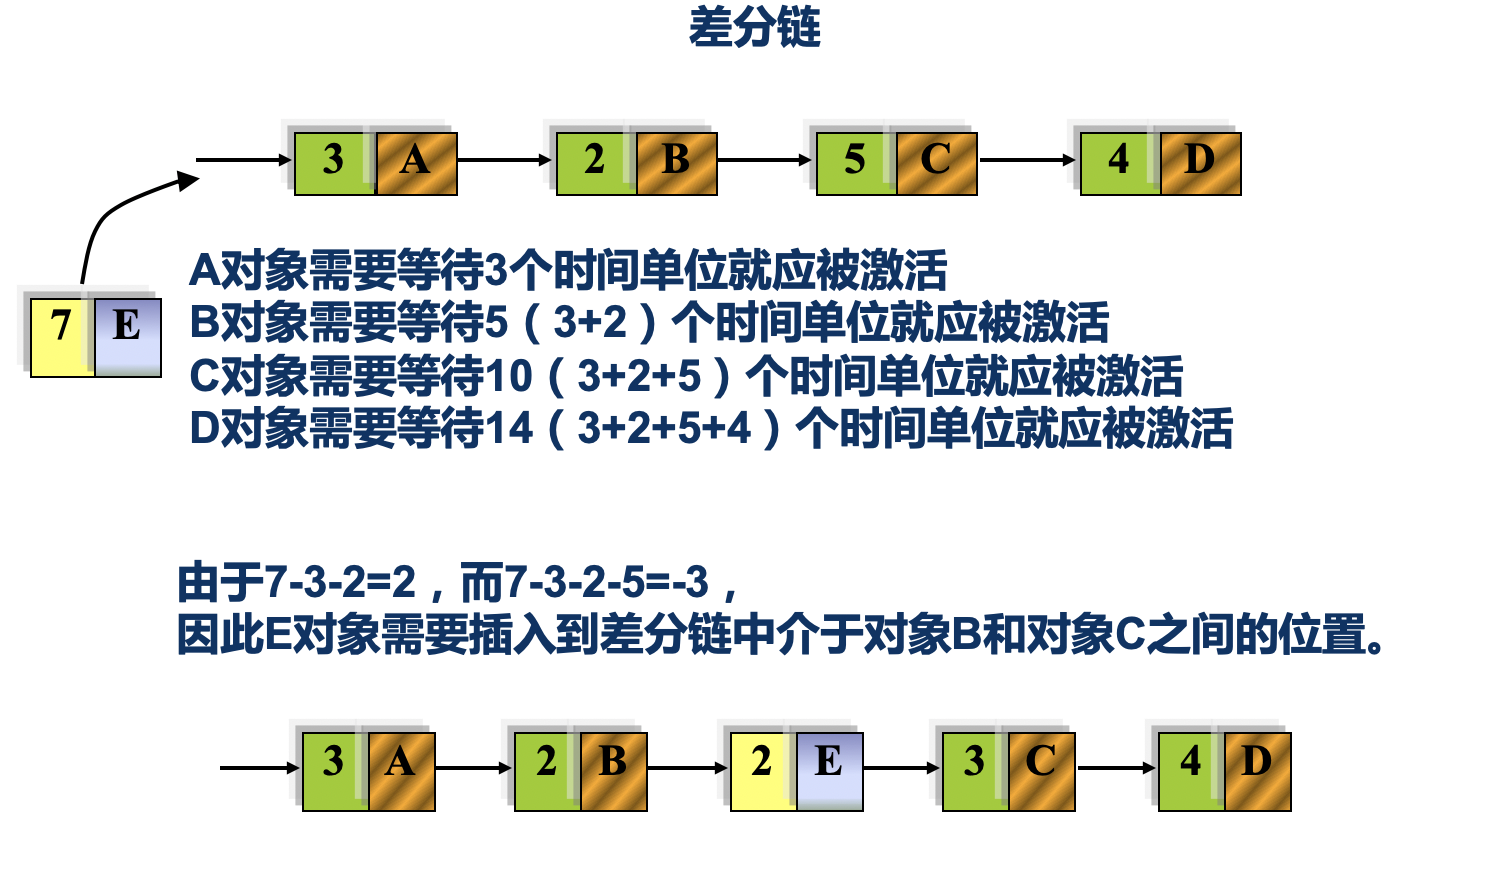 差分链
3 A 2 B 5 C 4 D
7 E
A对象需要等待3个时间单位就应被激活
B对象需要等待5（3+2）个时间单位就应被激活
C对象需要等待10（3+2+5）个时间单位就应被激活
D对象需要等待14（3+2+5+4）个时间单位就应被激活
由于7-3-2=2，而7-3-2-5=-3，
因此E对象需要插入到差分链中介于对象B和对象C之间的位置。
3 A 2 B 2 E 3 C 4 D